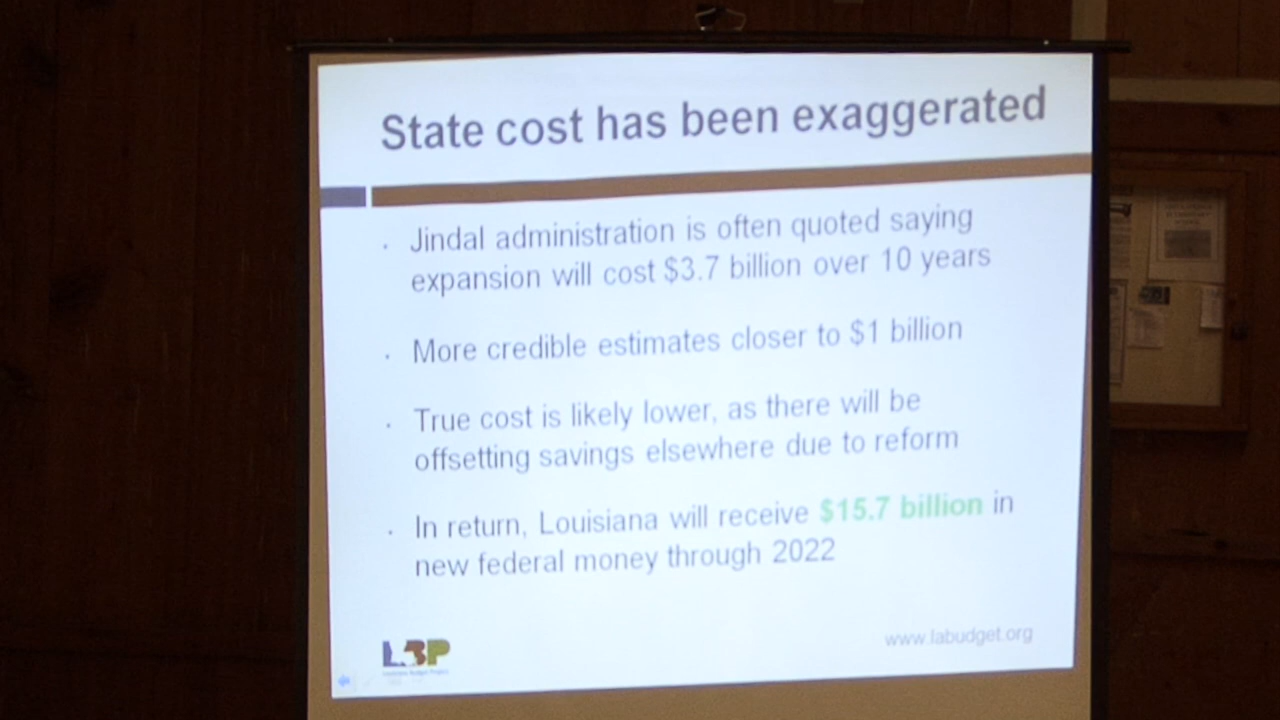 State cost has been exaggerated
Jindal administration is often quoted saying
expansion will cost $3.7 billion over 10 years
More credible estimates closer to $1 billion
True cost is likely lower, as there will be
offsetting savings elsewhere due to reform
In return, Louisiana will receive $15.7 billion in
new federal money through 2022
LBP
Louisiana Budget Project
www.labudget.org